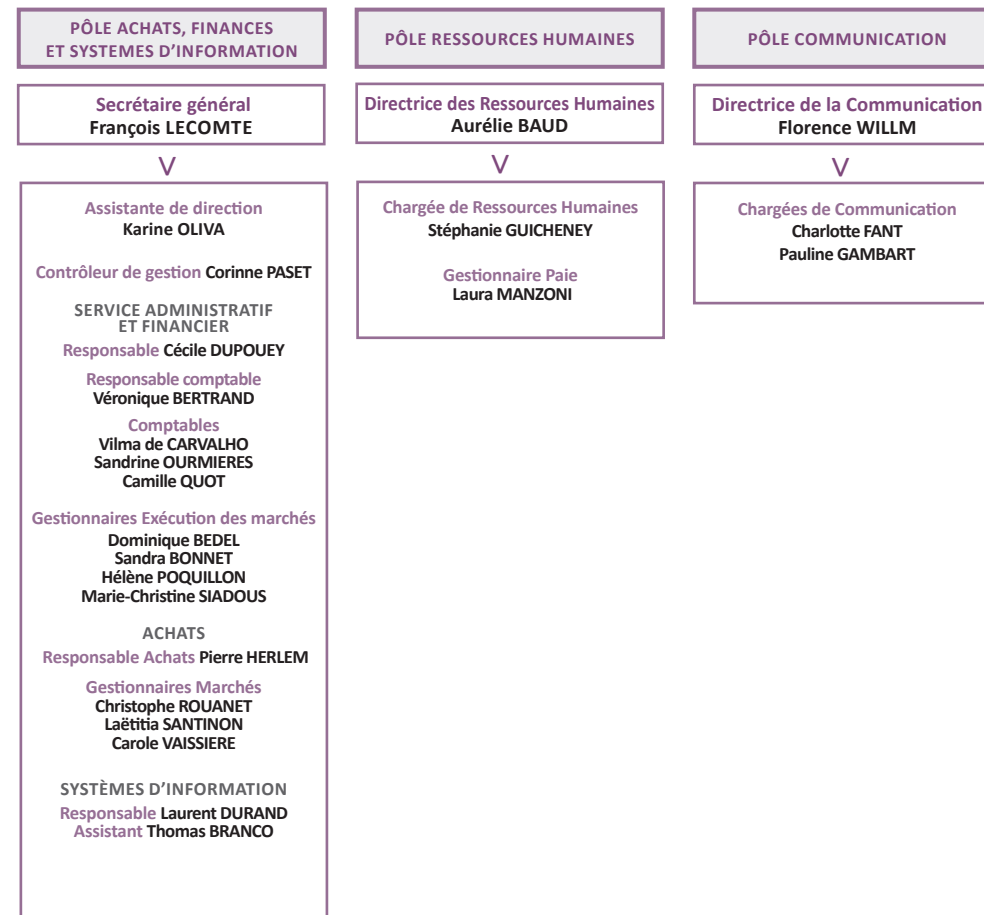 PÔLE ACHATS, FINANCES
ET SYSTEMES D'INFORMATION
Secrétaire général
François LECOMTE
V
Assistante de direction
Karine OLIVA
Contrôleur de gestion Corinne PASET
SERVICE ADMINISTRATIF
ET FINANCIER
Responsable Cécile DUPOUEY
Responsable comptable
Véronique BERTRAND
Comptables
Vilma de CARVALHO
Sandrine OURMIERES
Camille QUOT
Gestionnaires Exécution des marchés
Dominique BEDEL
Sandra BONNET
Hélène POQUILLON
Marie-Christine SIADOUS
ACHATS
Responsable Achats Pierre HERLEM
Gestionnaires Marchés
Christophe ROUANET
Laëtitia SANTINON
Carole VAISSIERE
SYSTÈMES D'INFORMATION
Responsable Laurent DURAND
Assistant Thomas BRANCO
PÔLE RESSOURCES HUMAINES
Directrice des Ressources Humaines
Aurélie BAUD
V
Chargée de Ressources Humaines
Stéphanie GUICHENEY
Gestionnaire Paie
Laura MANZONI
PÔLE COMMUNICATION
Directrice de la Communication
Florence WILLM
V
Chargées de Communication
Charlotte FANT
Pauline GAMBART